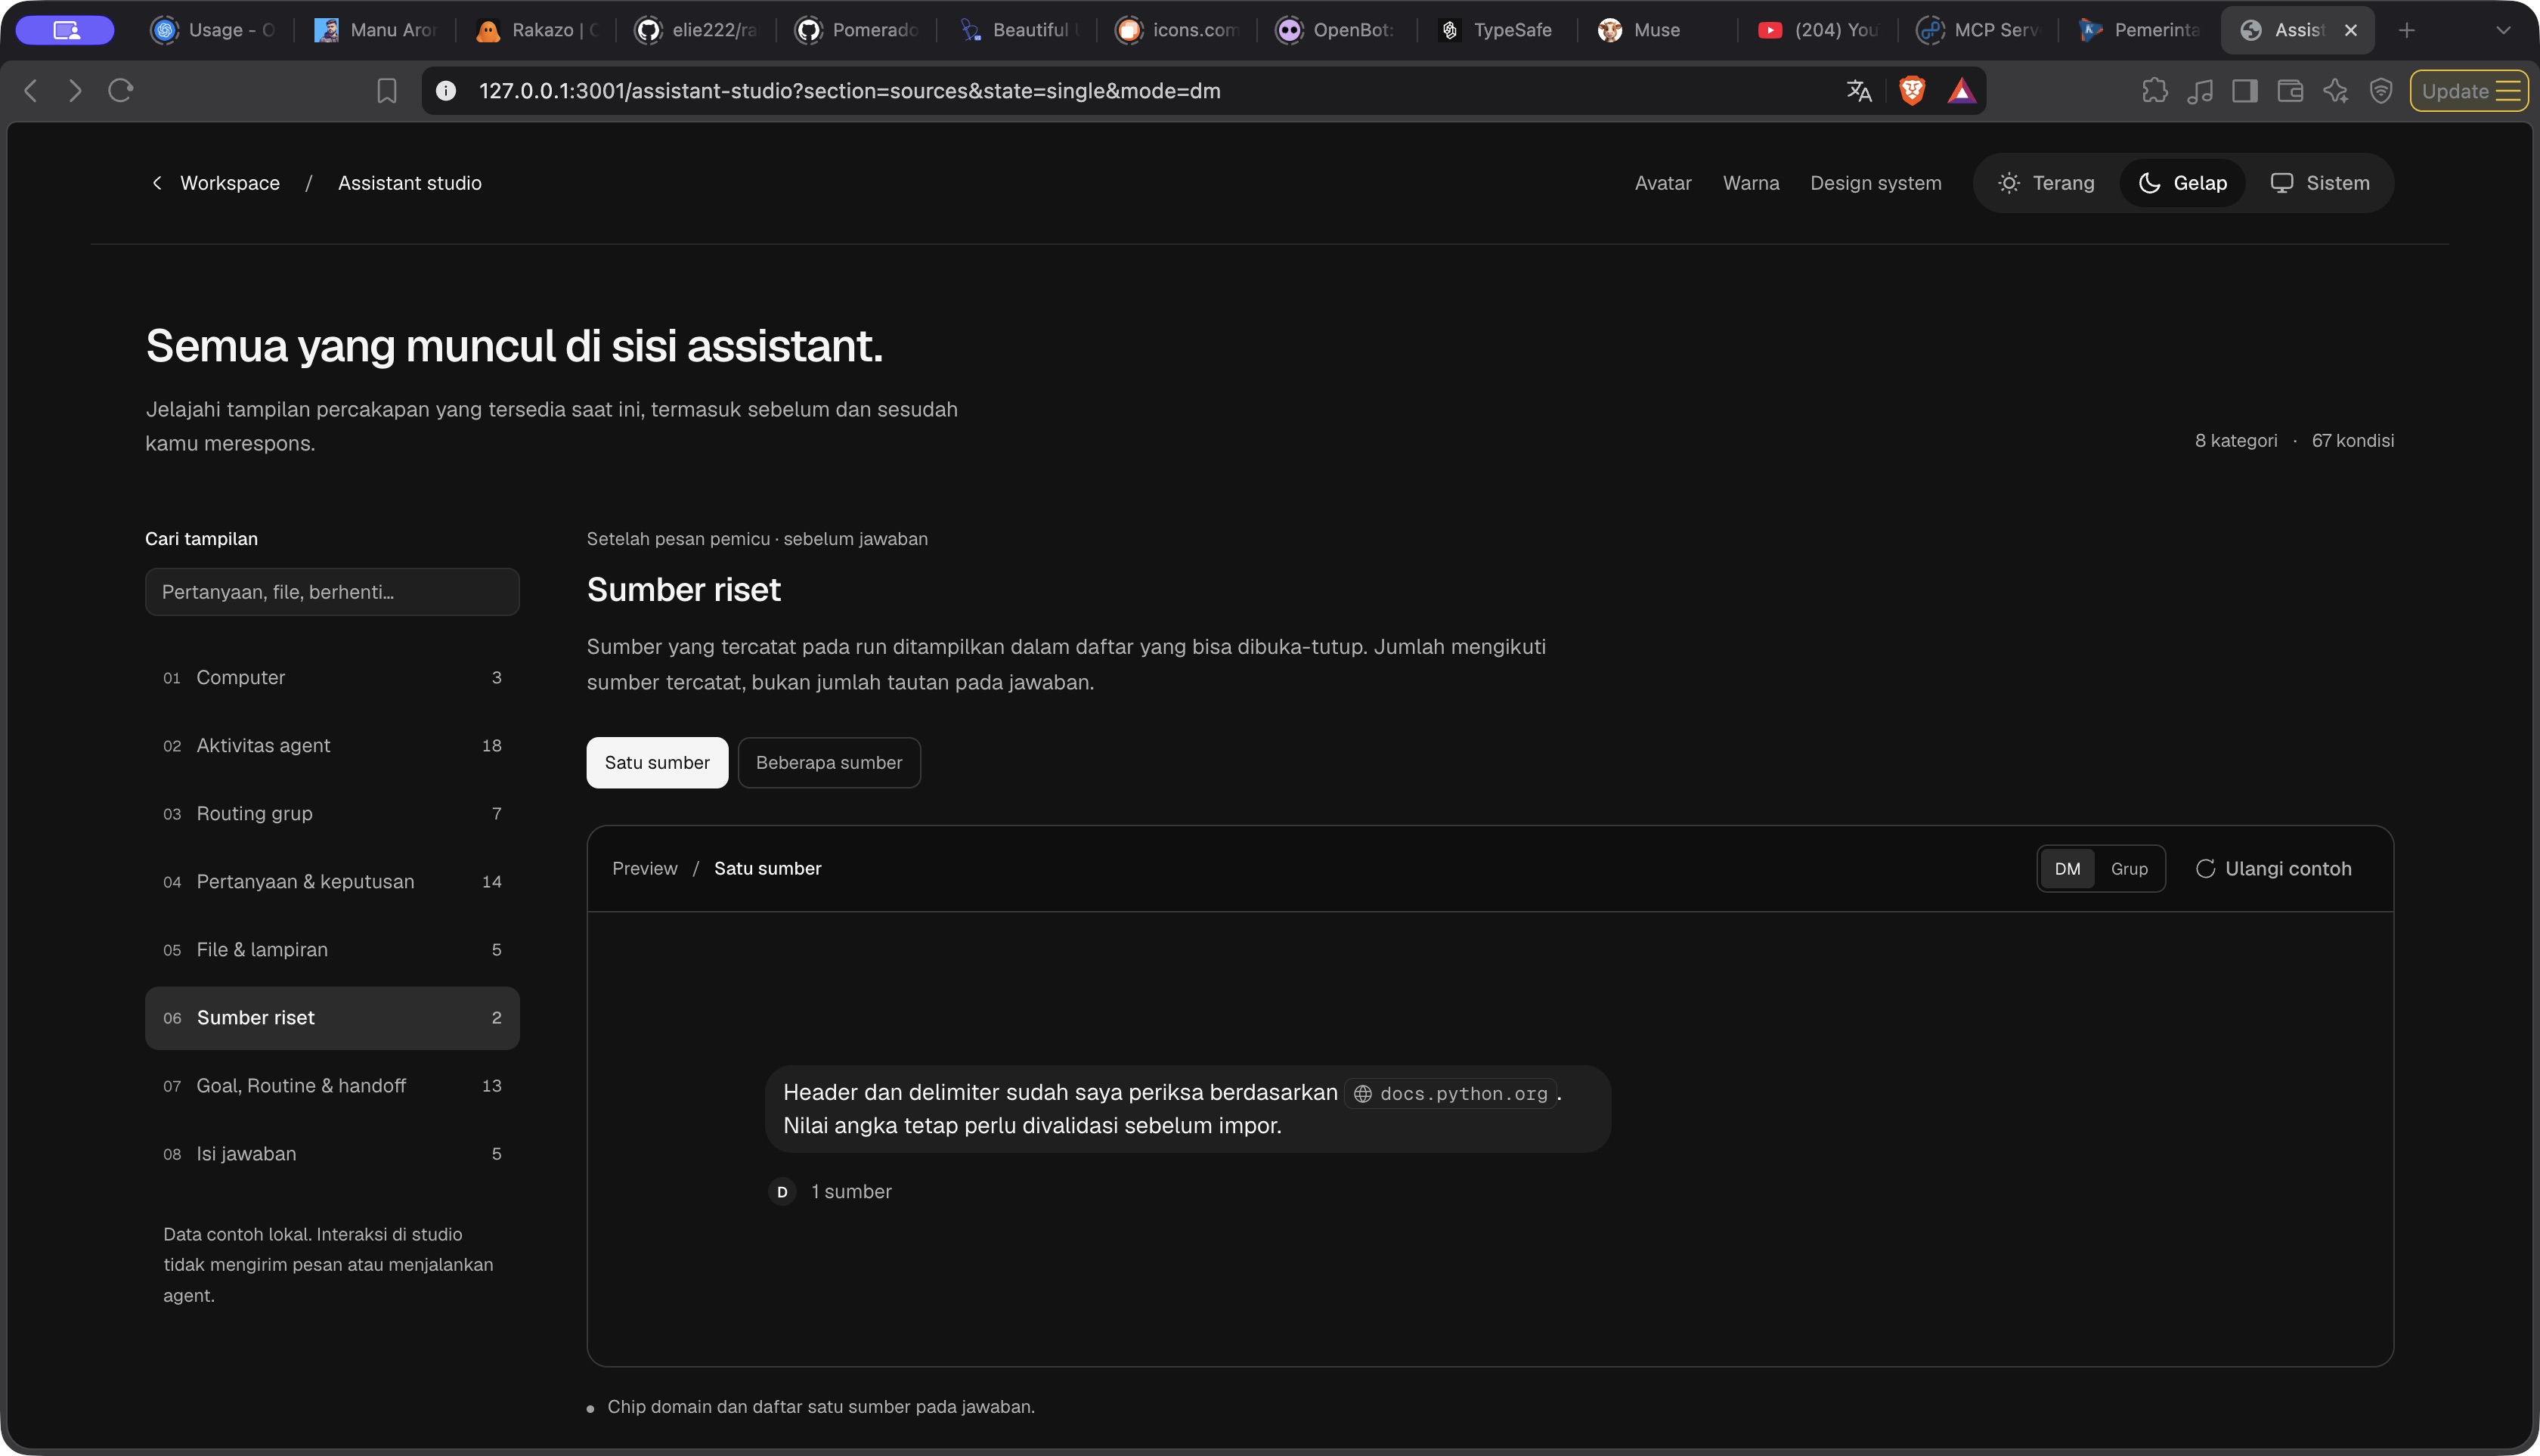 Usage - O
Manu Aror
Rakazo | C
elie222/ra
Pomerado
Beautiful U
icons.com
OpenBot:
TypeSafe
Muse
(204) You
MCP Serv
Pemerinta
Assist
127.0.0.1:3001/assistant-studio?section=sources&state=single&mode=dm
Update
Workspace / Assistant studio
Avatar Warna Design system Terang Gelap Sistem
Semua yang muncul di sisi assistant.
Jelajahi tampilan percakapan yang tersedia saat ini, termasuk sebelum dan sesudah
kamu merespons.
8 kategori · 67 kondisi
Cari tampilan
Pertanyaan, file, berhenti...
01 Computer 3
02 Aktivitas agent 18
03 Routing grup 7
04 Pertanyaan & keputusan 14
05 File & lampiran 5
06 Sumber riset 2
07 Goal, Routine & handoff 13
08 Isi jawaban 5
Data contoh lokal. Interaksi di studio
tidak mengirim pesan atau menjalankan
agent.
Setelah pesan pemicu · sebelum jawaban
Sumber riset
Sumber yang tercatat pada run ditampilkan dalam daftar yang bisa dibuka-tutup. Jumlah mengikuti
sumber tercatat, bukan jumlah tautan pada jawaban.
Satu sumber Beberapa sumber
Preview / Satu sumber
DM Grup Ulangi contoh
Header dan delimiter sudah saya periksa berdasarkan docs.python.org.
Nilai angka tetap perlu divalidasi sebelum impor.
D 1 sumber
Chip domain dan daftar satu sumber pada jawaban.